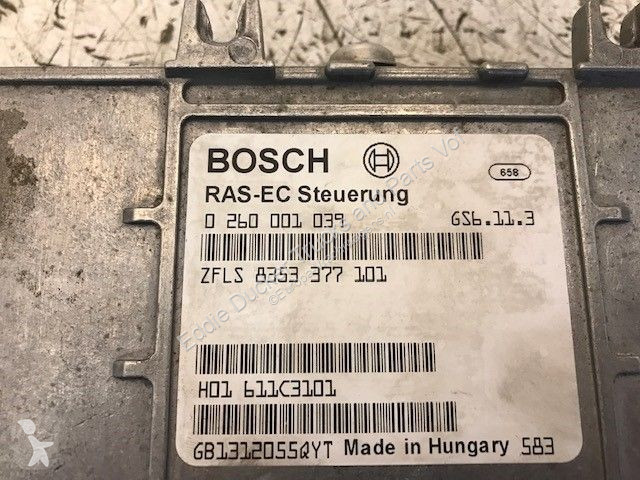 BOSCH
658
RAS-EC Steuerung
0 260 001 039 GS6.11.3
ZFLS 8353 377 101
H01 611C3101
GB1312055QYT Made in Hungary 583